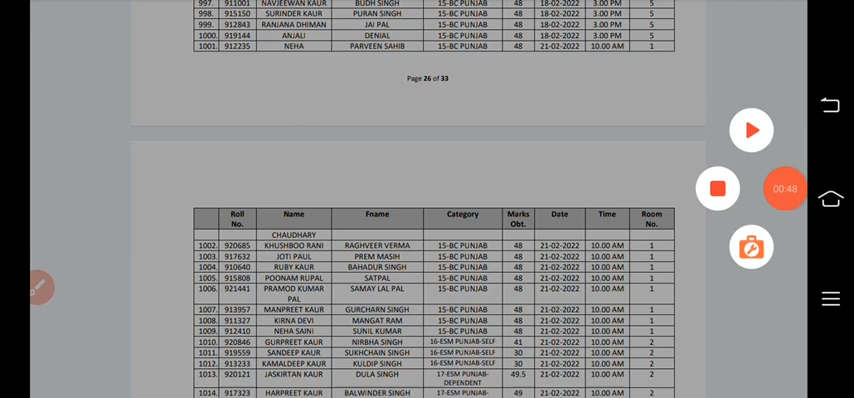 997. 911001 NAVJEEWAN KAUR BUDH SINGH 15-BC PUNJAB 48 18-02-2022 3.00 PM 5
998. 915150 SURINDER KAUR PURAN SINGH 15-BC PUNJAB 48 18-02-2022 3.00 PM 5
999. 912843 RANJANA DHIMAN JAI PAL 15-BC PUNJAB 48 18-02-2022 3.00 PM 5
1000. 919144 ANJALI DENIAL 15-BC PUNJAB 48 18-02-2022 3.00 PM 5
1001. 912235 NEHA PARVEEN SAHIB 15-BC PUNJAB 48 21-02-2022 10.00 AM 1
Page 26 of 33
00:48
Roll Name Fname Category Marks Date Time Room
No. Obt. No.
CHAUDHARY
1002. 920685 KHUSHBOO RANI RAGHVEER VERMA 15-BC PUNJAB 48 21-02-2022 10.00 AM 1
1003. 917632 JOTI PAUL PREM MASIH 15-BC PUNJAB 48 21-02-2022 10.00 AM 1
1004. 910640 RUBY KAUR BAHADUR SINGH 15-BC PUNJAB 48 21-02-2022 10.00 AM 1
1005. 915808 POONAM RUPAL SATPAL 15-BC PUNJAB 48 21-02-2022 10.00 AM 1
1006. 921441 PRAMOD KUMAR SAMAY LAL PAL 15-BC PUNJAB 48 21-02-2022 10.00 AM 1
PAL
1007. 913957 MANPREET KAUR GURCHARN SINGH 15-BC PUNJAB 48 21-02-2022 10.00 AM 1
1008. 911327 KIRNA DEVI MANGAT RAM 15-BC PUNJAB 48 21-02-2022 10.00 AM 1
1009. 912410 NEHA SAINI SUNIL KUMAR 15-BC PUNJAB 48 21-02-2022 10.00 AM 1
1010. 920846 GURPREET KAUR NIRBHA SINGH 16-ESM PUNJAB-SELF 41 21-02-2022 10.00 AM 2
1011. 919559 SANDEEP KAUR SUKHCHAIN SINGH 16-ESM PUNJAB-SELF 30 21-02-2022 10.00 AM 2
1012. 913233 KAMALDEEP KAUR KULDIP SINGH 16-ESM PUNJAB-SELF 30 21-02-2022 10.00 AM 2
1013. 920121 JASKIRTAN KAUR DULA SINGH 17-ESM PUNJAB- 49.5 21-02-2022 10.00 AM 2
DEPENDENT
1014. 917323 HARPREET KAUR BALWINDER SINGH 17-ESM PUNJAB- 49 21-02-2022 10.00 AM 2